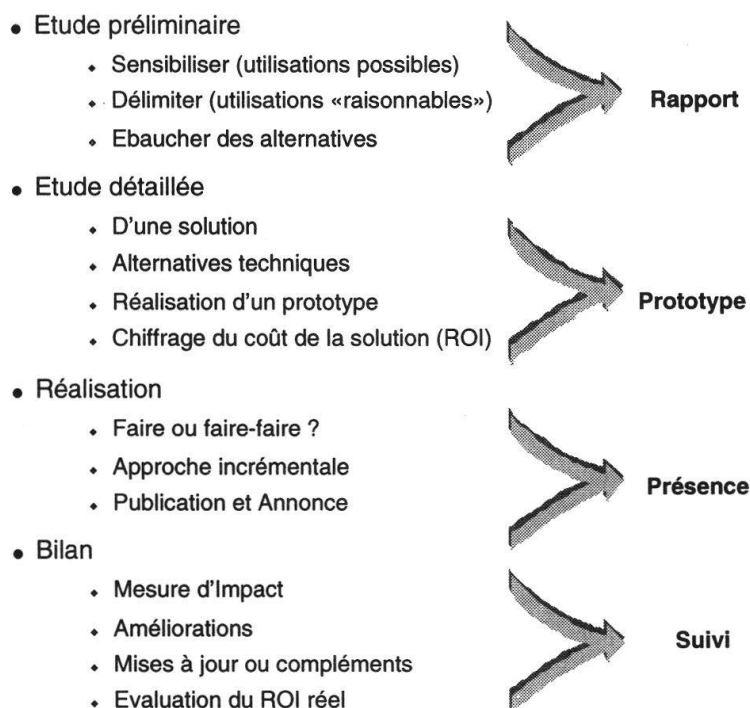 • Etude préliminaire
⬩ Sensibiliser (utilisations possibles)
⬩ Délimiter (utilisations «raisonnables»)
⬩ Ebaucher des alternatives
Rapport
• Etude détaillée
⬩ D'une solution
⬩ Alternatives techniques
⬩ Réalisation d'un prototype
⬩ Chiffrage du coût de la solution (ROI)
Prototype
• Réalisation
⬩ Faire ou faire-faire ?
⬩ Approche incrémentale
⬩ Publication et Annonce
Présence
• Bilan
⬩ Mesure d'Impact
⬩ Améliorations
⬩ Mises à jour ou compléments
⬩ Evaluation du ROI réel
Suivi